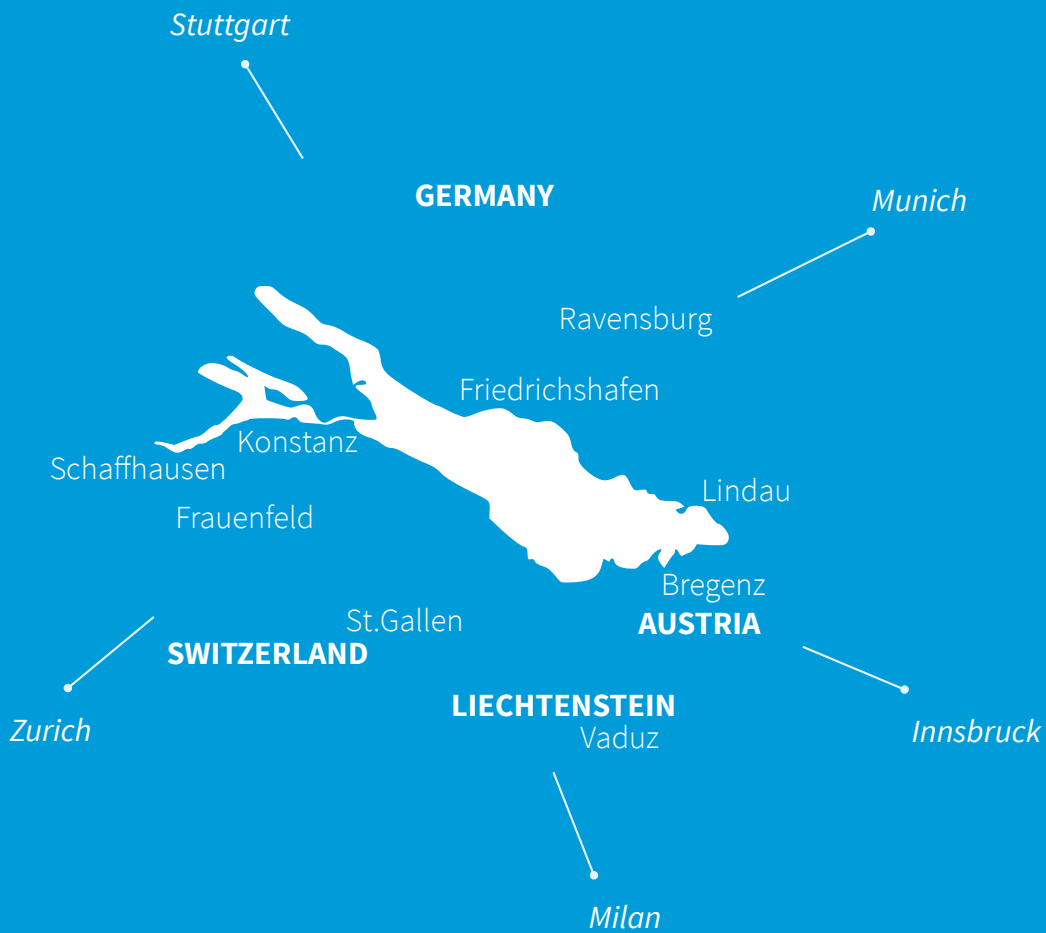 Stuttgart
GERMANY
Munich
Ravensburg
Friedrichshafen
Konstanz
Schaffhausen
Lindau
Frauenfeld
Bregenz
St.Gallen
AUSTRIA
SWITZERLAND
LIECHTENSTEIN
Zurich
Innsbruck
Vaduz
Milan